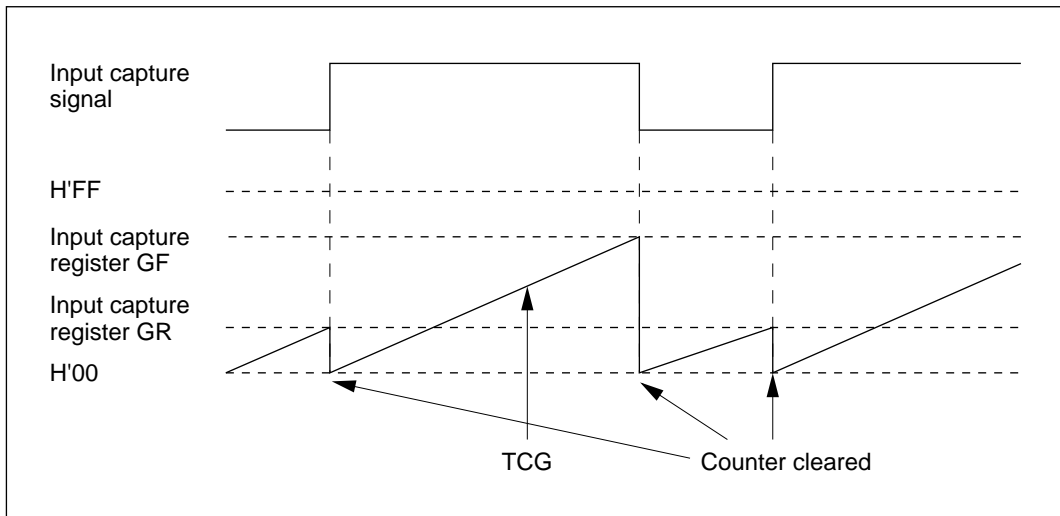 Input capture
signal
H'FF
Input capture
register GF
Input capture
register GR
H'00
TCG
Counter cleared